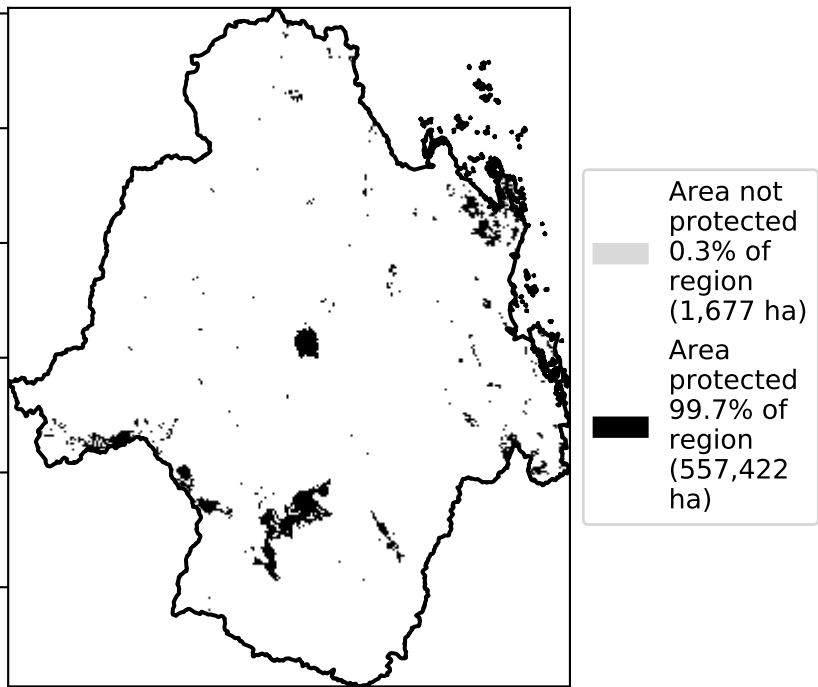 Area not
protected
0.3% of
region
(1,677 ha)
Area
protected
99.7% of
region
(557,422
ha)